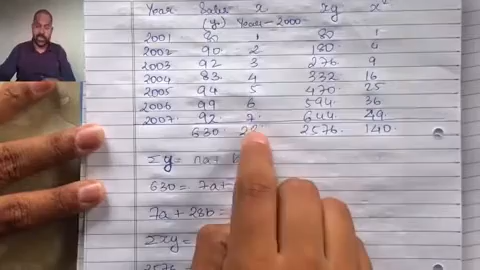 Year Sales x xy x²
(y) Year-2000
2001 80 1 80 1
2002 90 2 180 4
2003 92 3 276 9
2004 83 4 332 16
2005 94 5 470 25
2006 99 6 594 36
2007 92 7 644 49
630 28 2576 140
Σy = na +
630 = 7a +
7a + 28b =
Σxy =
2576 =